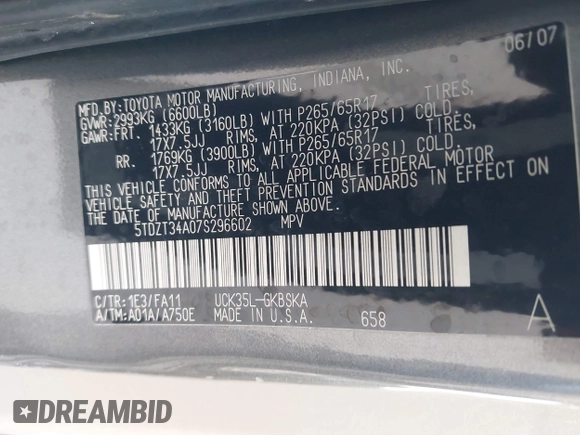 06/07
MFD.BY:TOYOTA MOTOR MANUFACTURING, INDIANA, INC.
GVWR:2993KG (6600LB)
GAWR:FRT. 1433KG (3160LB) WITH P265/65R17 TIRES,
17X7.5JJ RIMS, AT 220KPA (32PSI) COLD.
RR. 1769KG (3900LB) WITH P265/65R17 TIRES,
17X7.5JJ RIMS, AT 220KPA (32PSI) COLD.
THIS VEHICLE CONFORMS TO ALL APPLICABLE FEDERAL MOTOR
VEHICLE SAFETY AND THEFT PREVENTION STANDARDS IN EFFECT ON
THE DATE OF MANUFACTURE SHOWN ABOVE.
5TDZT34A07S296602 MPV
C/TR:1E3/FA11 UCK35L-GKBSKA
A/TM:A01A/A750E MADE IN U.S.A. 658 A
DREAMBID